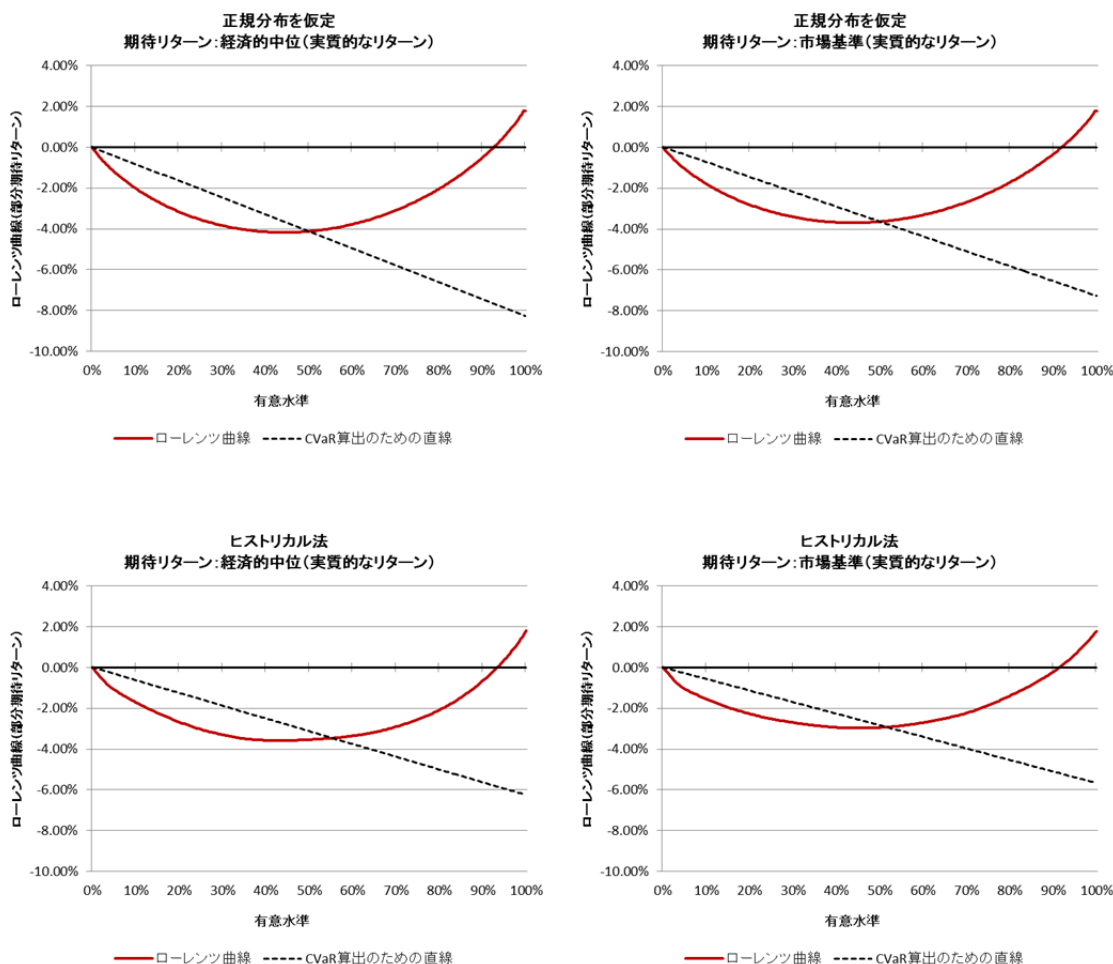 正規分布を仮定
期待リターン:経済的中位(実質的なリターン)
4.00%
2.00%
0.00%
-2.00%
-4.00%
-6.00%
-8.00%
-10.00%
ローレンツ曲線(部分期待リターン)
0% 10% 20% 30% 40% 50% 60% 70% 80% 90% 100%
有意水準
ローレンツ曲線 CVaR算出のための直線
正規分布を仮定
期待リターン:市場基準(実質的なリターン)
4.00%
2.00%
0.00%
-2.00%
-4.00%
-6.00%
-8.00%
-10.00%
ローレンツ曲線(部分期待リターン)
0% 10% 20% 30% 40% 50% 60% 70% 80% 90% 100%
有意水準
ローレンツ曲線 CVaR算出のための直線
ヒストリカル法
期待リターン:経済的中位(実質的なリターン)
4.00%
2.00%
0.00%
-2.00%
-4.00%
-6.00%
-8.00%
-10.00%
ローレンツ曲線(部分期待リターン)
0% 10% 20% 30% 40% 50% 60% 70% 80% 90% 100%
有意水準
ローレンツ曲線 CVaR算出のための直線
ヒストリカル法
期待リターン:市場基準(実質的なリターン)
4.00%
2.00%
0.00%
-2.00%
-4.00%
-6.00%
-8.00%
-10.00%
ローレンツ曲線(部分期待リターン)
0% 10% 20% 30% 40% 50% 60% 70% 80% 90% 100%
有意水準
ローレンツ曲線 CVaR算出のための直線